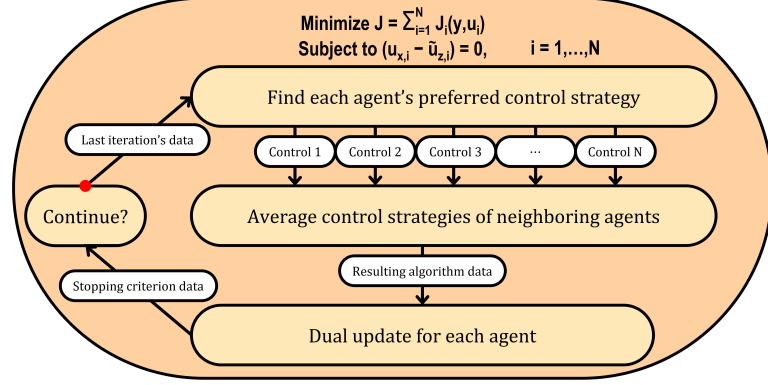 Minimize J = Σᵢ₌₁ᴺ Jᵢ(y,uᵢ)
Subject to (uₓ,ᵢ − ũ_z,ᵢ) = 0, i = 1,...,N
Find each agent's preferred control strategy
Last iteration's data
Control 1
Control 2
Control 3
...
Control N
Continue?
Average control strategies of neighboring agents
Resulting algorithm data
Stopping criterion data
Dual update for each agent